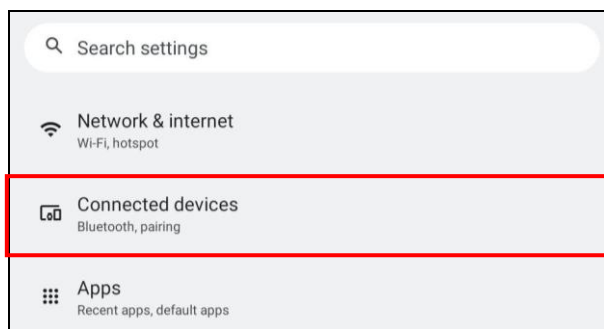 Search settings
Network & internet
Wi-Fi, hotspot
Connected devices
Bluetooth, pairing
Apps
Recent apps, default apps